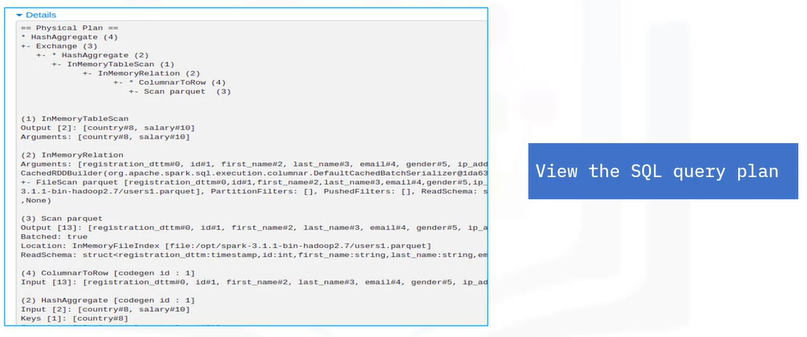 Details
== Physical Plan ==
* HashAggregate (4)
+- Exchange (3)
+- * HashAggregate (2)
+- InMemoryTableScan (1)
+- InMemoryRelation (2)
+- * ColumnarToRow (4)
+- Scan parquet (3)
(1) InMemoryTableScan
Output [2]: [country#8, salary#10]
Arguments: [country#8, salary#10]
(2) InMemoryRelation
Arguments: [registration_dttm#0, id#1, first_name#2, last_name#3, email#4, gender#5, ip_add
CachedRDDBuilder(org.apache.spark.sql.execution.columnar.DefaultCachedBatchSerializer@1da63
+- FileScan parquet [registration_dttm#0,id#1,first_name#2,last_name#3,email#4,gender#5,ip_
3.1.1-bin-hadoop2.7/users1.parquet], PartitionFilters: [], PushedFilters: [], ReadSchema: s
,None)
(3) Scan parquet
Output [13]: [registration_dttm#0, id#1, first_name#2, last_name#3, email#4, gender#5, ip_a
Batched: true
Location: InMemoryFileIndex [file:/opt/spark-3.1.1-bin-hadoop2.7/users1.parquet]
ReadSchema: struct<registration_dttm:timestamp,id:int,first_name:string,last_name:string,em
(4) ColumnarToRow [codegen id : 1]
Input [13]: [registration_dttm#0, id#1, first_name#2, last_name#3, email#4, gender#5, ip_ad
(2) HashAggregate [codegen id : 1]
Input [2]: [country#8, salary#10]
Keys [1]: [country#8]
View the SQL query plan